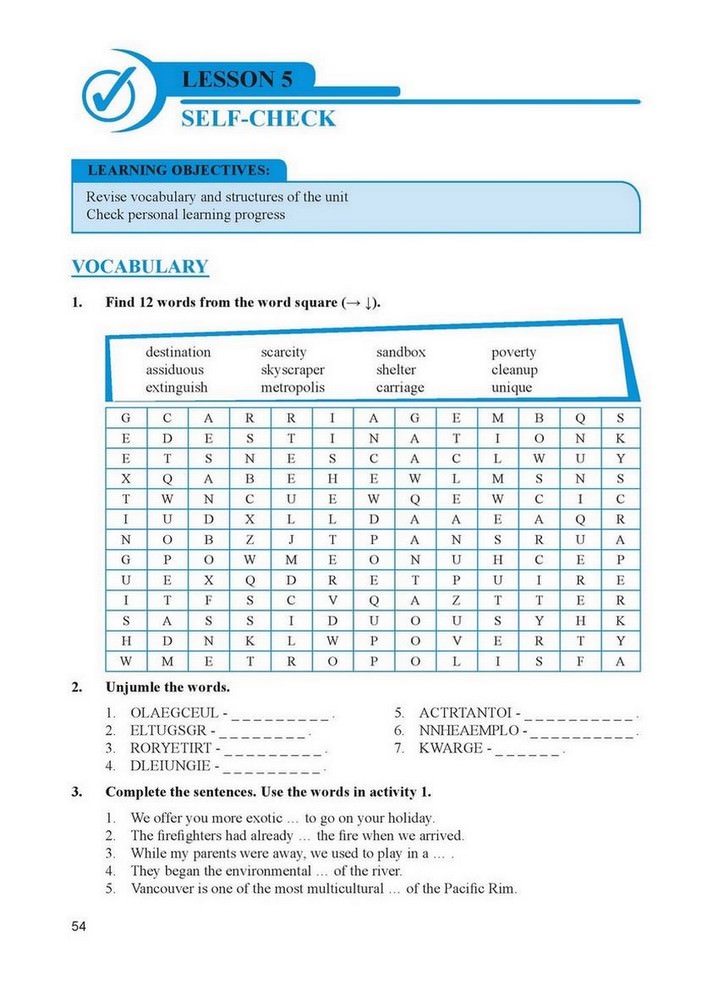 LESSON 5
SELF-CHECK
LEARNING OBJECTIVES:
Revise vocabulary and structures of the unit
Check personal learning progress
VOCABULARY
1. Find 12 words from the word square (→ ↓).
destination scarcity sandbox poverty
assiduous skyscraper shelter cleanup
extinguish metropolis carriage unique
G C A R R I A G E M B Q S
E D E S T I N A T I O N K
E T S N E S C A C L W U Y
X Q A B E H E W L M S N S
T W N C U E W Q E W C I C
I U D X L L D A A E A Q R
N O B Z J T P A N S R U A
G P O W M E O N U H C E P
U E X Q D R E T P U I R E
I T F S C V Q A Z T T E R
S A S S I D U O U S Y H K
H D N K L W P O V E R T Y
W M E T R O P O L I S F A
2. Unjumle the words.
1. OLAEGCEUL - _ _ _ _ _ _ _ _ _ .
2. ELTUGSGR - _ _ _ _ _ _ _ _ .
3. RORYETIRT - _ _ _ _ _ _ _ _ _ .
4. DLEIUNGIE - _ _ _ _ _ _ _ _ _ .
5. ACTRTANTOI - _ _ _ _ _ _ _ _ _ _ .
6. NNHEAEMPLO - _ _ _ _ _ _ _ _ _ _ .
7. KWARGE - _ _ _ _ _ _ .
3. Complete the sentences. Use the words in activity 1.
1. We offer you more exotic … to go on your holiday.
2. The firefighters had already … the fire when we arrived.
3. While my parents were away, we used to play in a … .
4. They began the environmental … of the river.
5. Vancouver is one of the most multicultural … of the Pacific Rim.
54